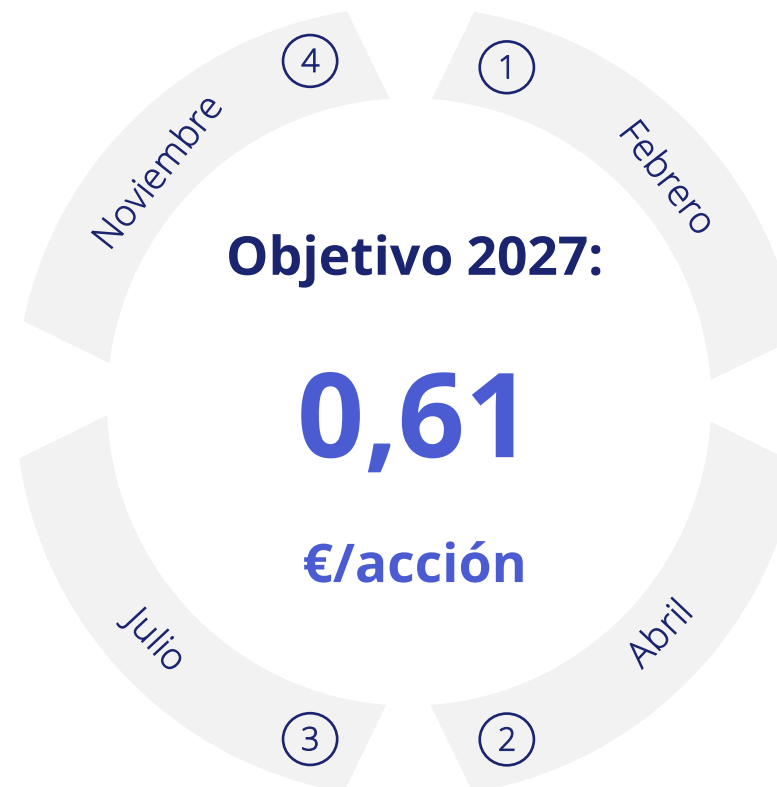 Objetivo 2027:
0,61
€/acción
1
Febrero
2
Abril
3
Julio
4
Noviembre